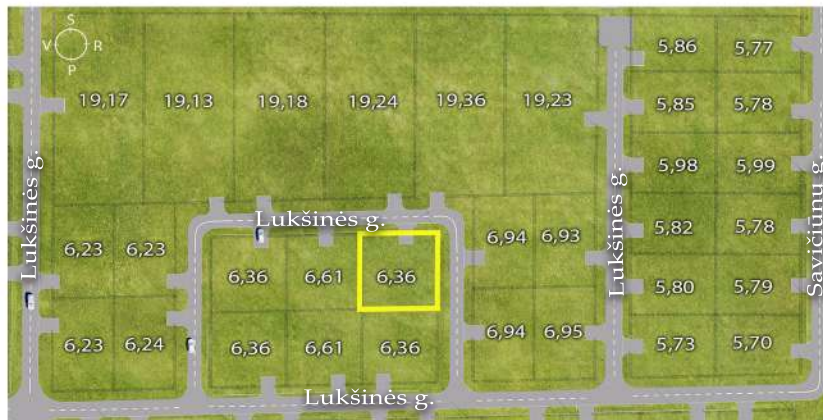 S
V R
P
5,86 5,77
19,17 19,13 19,18 19,24 19,36 19,23
5,85 5,78
Lukšinės g.
Lukšinės g.
Savičiūnų g.
5,98 5,99
Lukšinės g.
6,23 6,23
6,94 6,93
5,82 5,78
6,36 6,61 6,36
5,80 5,79
6,23 6,24
6,36 6,61 6,36
6,94 6,95
5,73 5,70
Lukšinės g.